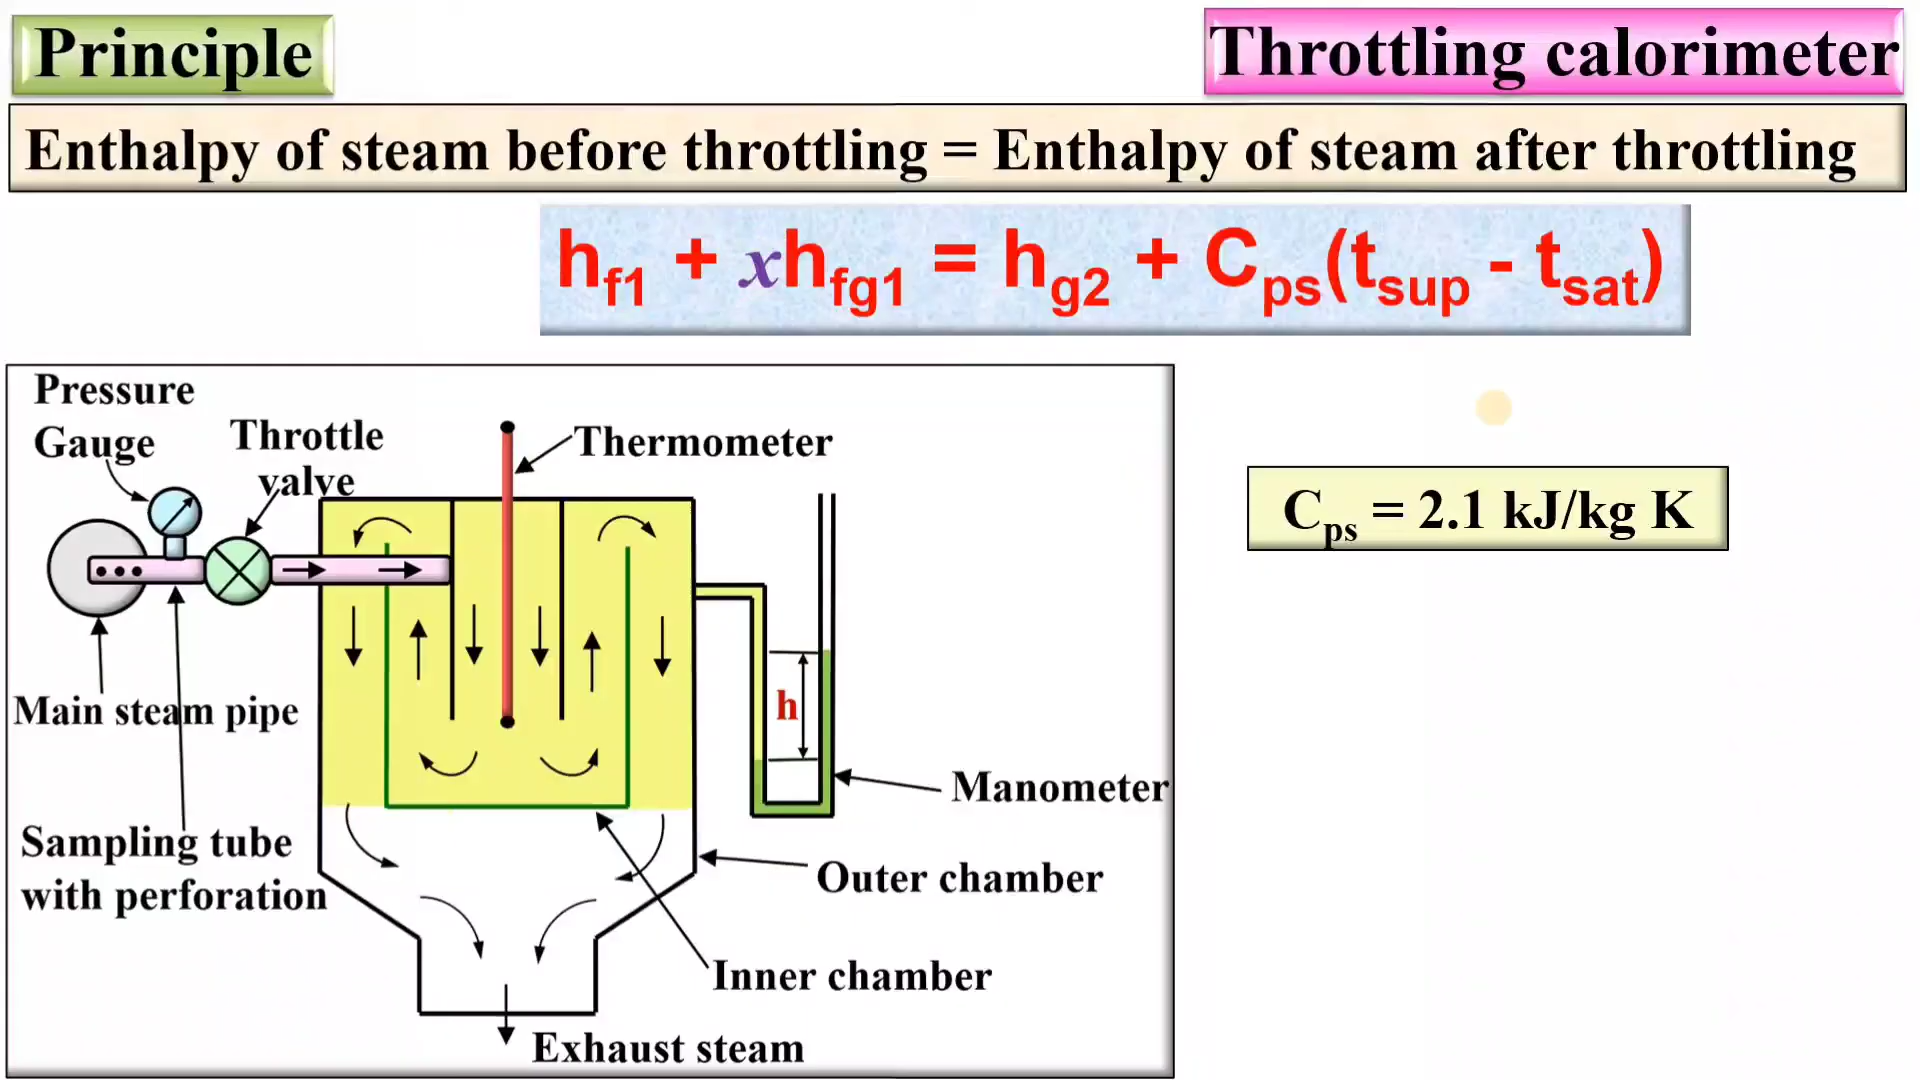 Principle
Throttling calorimeter
Enthalpy of steam before throttling = Enthalpy of steam after throttling
hf1 + xhfg1 = hg2 + Cps(tsup - tsat)
Pressure
Gauge
Throttle
valve
Thermometer
Cps = 2.1 kJ/kg K
Main steam pipe
h
Manometer
Sampling tube
with perforation
Outer chamber
Inner chamber
Exhaust steam